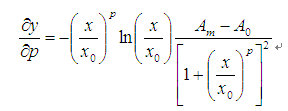 ∂y/∂p = −(x/x₀)^p ln(x/x₀) (A_m − A₀)/[1 + (x/x₀)^p]² ↵